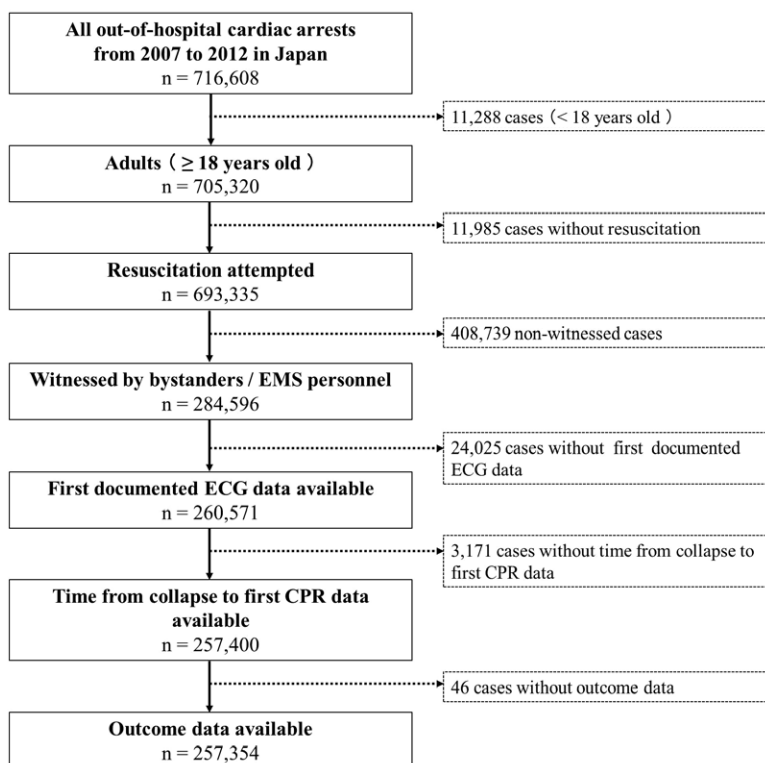 All out-of-hospital cardiac arrests
from 2007 to 2012 in Japan
n = 716,608
11,288 cases (< 18 years old )
Adults ( ≥ 18 years old )
n = 705,320
11,985 cases without resuscitation
Resuscitation attempted
n = 693,335
408,739 non-witnessed cases
Witnessed by bystanders / EMS personnel
n = 284,596
24,025 cases without first documented
ECG data
First documented ECG data available
n = 260,571
3,171 cases without time from collapse to
first CPR data
Time from collapse to first CPR data
available
n = 257,400
46 cases without outcome data
Outcome data available
n = 257,354